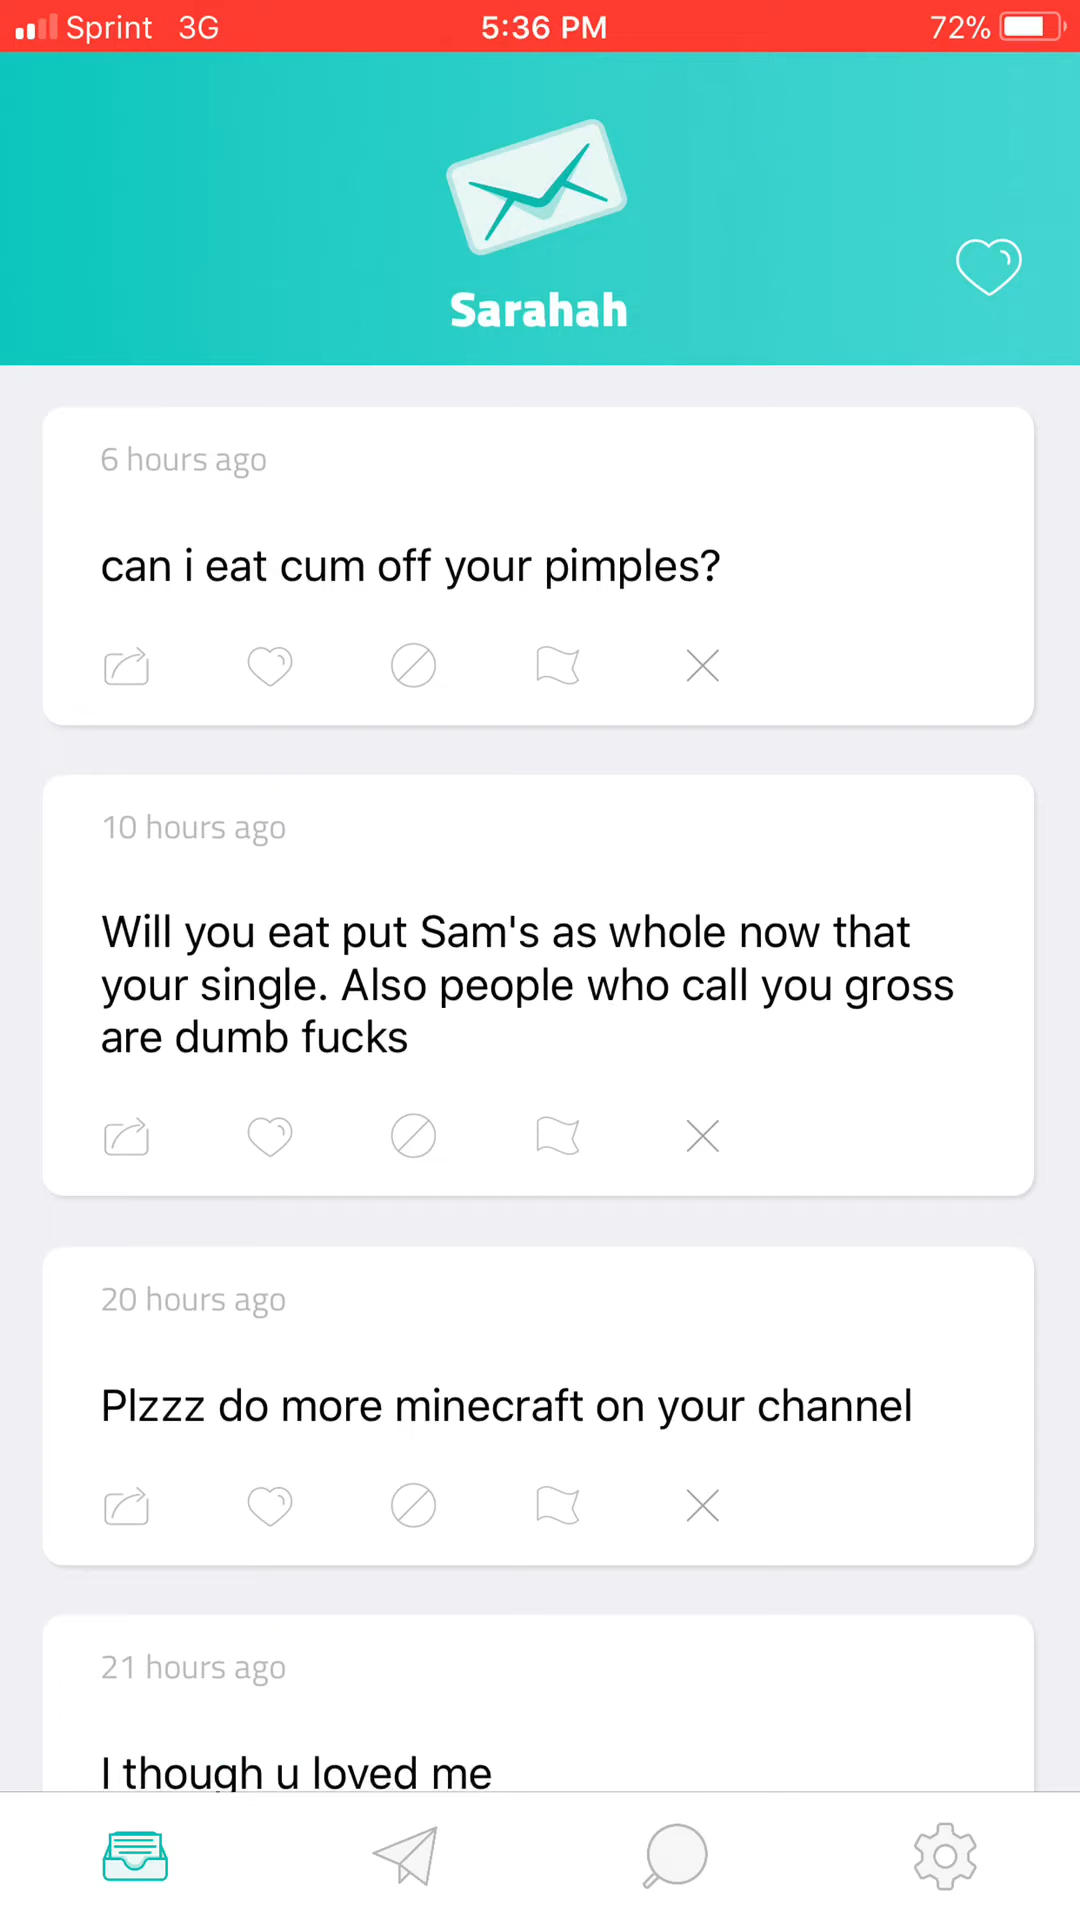 Sprint 3G 5:36 PM 72%
Sarahah
6 hours ago
can i eat cum off your pimples?
10 hours ago
Will you eat put Sam's as whole now that
your single. Also people who call you gross
are dumb fucks
20 hours ago
Plzzz do more minecraft on your channel
21 hours ago
I though u loved me